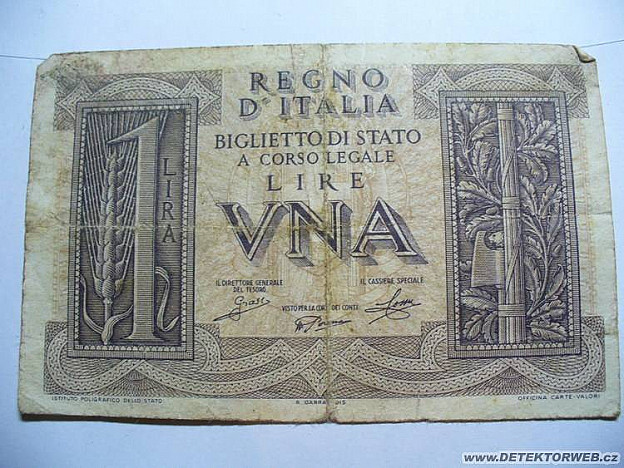 REGNO
D'ITALIA
BIGLIETTO DI STATO
A CORSO LEGALE
LIRE
VNA
1
LIRA
IL DIRETTORE GENERALE
DEL TESORO
IL CASSIERE SPECIALE
VISTO PER LA CORTE DEI CONTI
ISTITUTO POLIGRAFICO DELLO STATO
OFFICINA CARTE-VALORI
www.DETEKTORWEB.cz